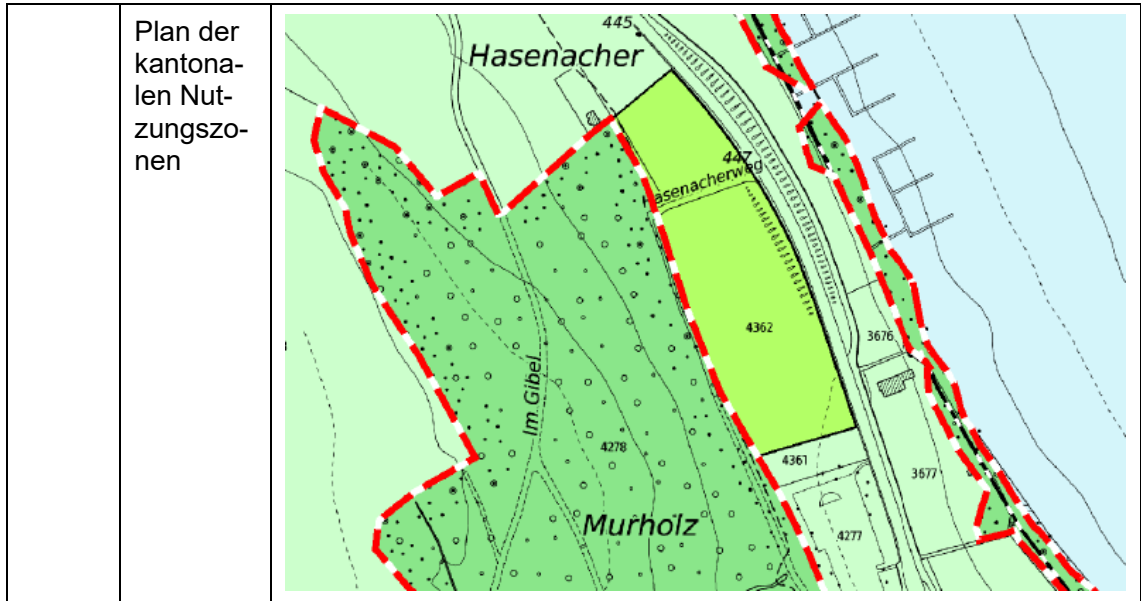 Plan der
kantona-
len Nut-
zungszo-
nen
445
Hasenacher
447
Hasenacherweg
4362
3676
Im Gibel
4278
4361
3677
Murholz
4277